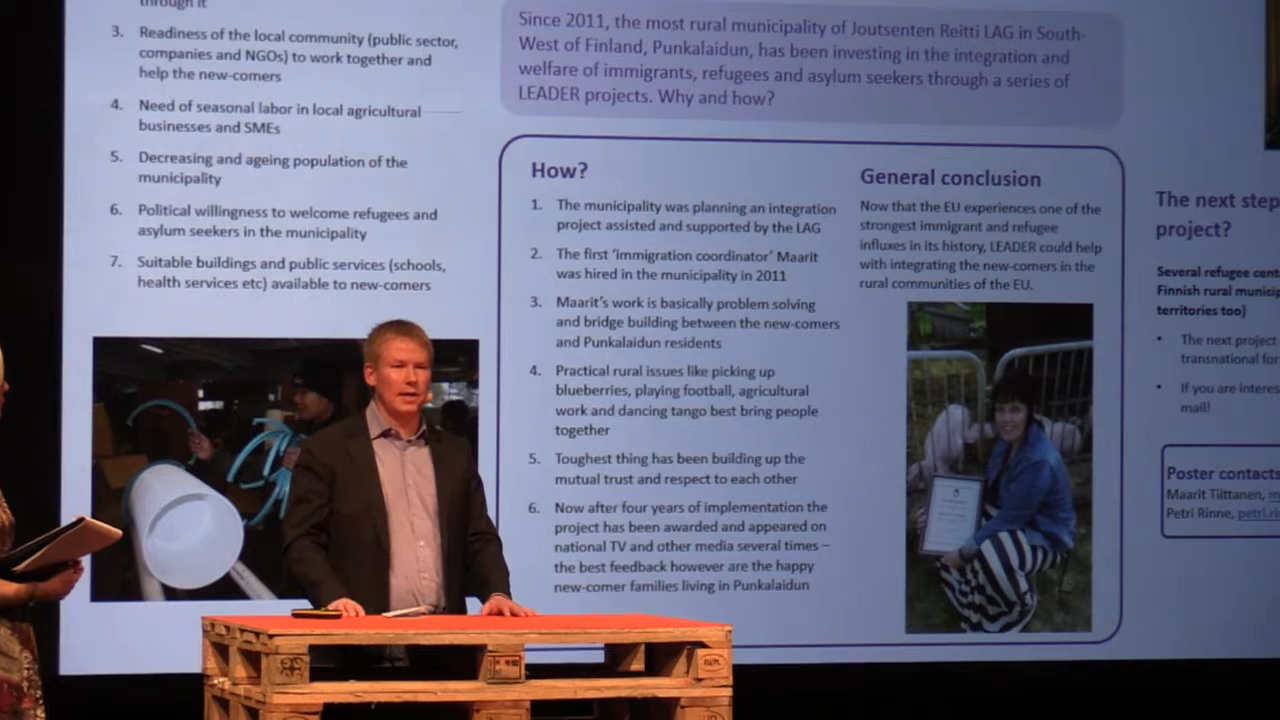 through it
3. Readiness of the local community (public sector,
companies and NGOs) to work together and
help the new-comers
4. Need of seasonal labor in local agricultural
businesses and SMEs
5. Decreasing and ageing population of the
municipality
6. Political willingness to welcome refugees and
asylum seekers in the municipality
7. Suitable buildings and public services (schools,
health services etc) available to new-comers
Since 2011, the most rural municipality of Joutsenten Reitti LAG in South-
West of Finland, Punkalaidun, has been investing in the integration and
welfare of immigrants, refugees and asylum seekers through a series of
LEADER projects. Why and how?
How?
1. The municipality was planning an integration
project assisted and supported by the LAG
2. The first ‘immigration coordinator’ Maarit
was hired in the municipality in 2011
3. Maarit’s work is basically problem solving
and bridge building between the new-comers
and Punkalaidun residents
4. Practical rural issues like picking up
blueberries, playing football, agricultural
work and dancing tango best bring people
together
5. Toughest thing has been building up the
mutual trust and respect to each other
6. Now after four years of implementation the
project has been awarded and appeared on
national TV and other media several times –
the best feedback however are the happy
new-comer families living in Punkalaidun
General conclusion
Now that the EU experiences one of the
strongest immigrant and refugee
influxes in its history, LEADER could help
with integrating the new-comers in the
rural communities of the EU.
The next step
project?
Several refugee cent
Finnish rural municip
territories too)
• The next project
transnational for
• If you are interes
mail!
Poster contacts
Maarit Tiittanen, m
Petri Rinne, petri.ri